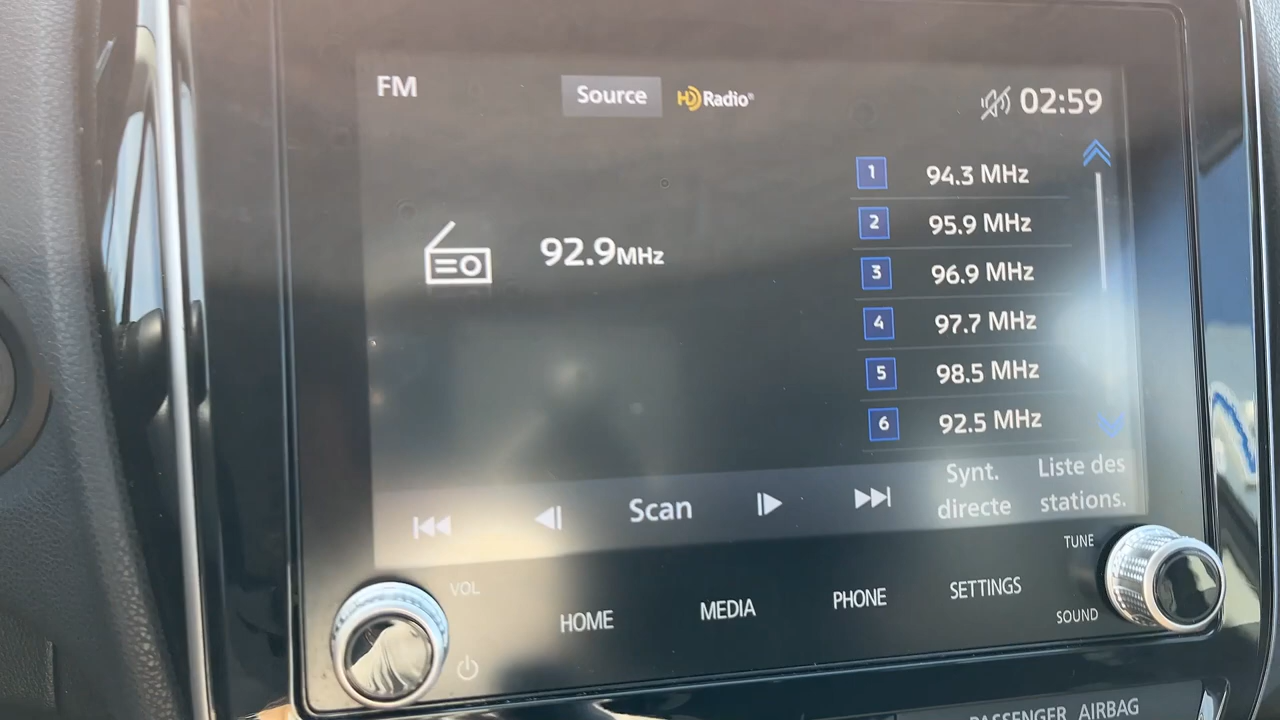 FM
Source
HD Radio®
02:59
1 94.3 MHz
2 95.9 MHz
3 96.9 MHz
4 97.7 MHz
5 98.5 MHz
6 92.5 MHz
92.9 MHz
Scan
Synt.
directe
Liste des
stations.
VOL
HOME
MEDIA
PHONE
SETTINGS
TUNE
SOUND
PASSENGER AIRBAG